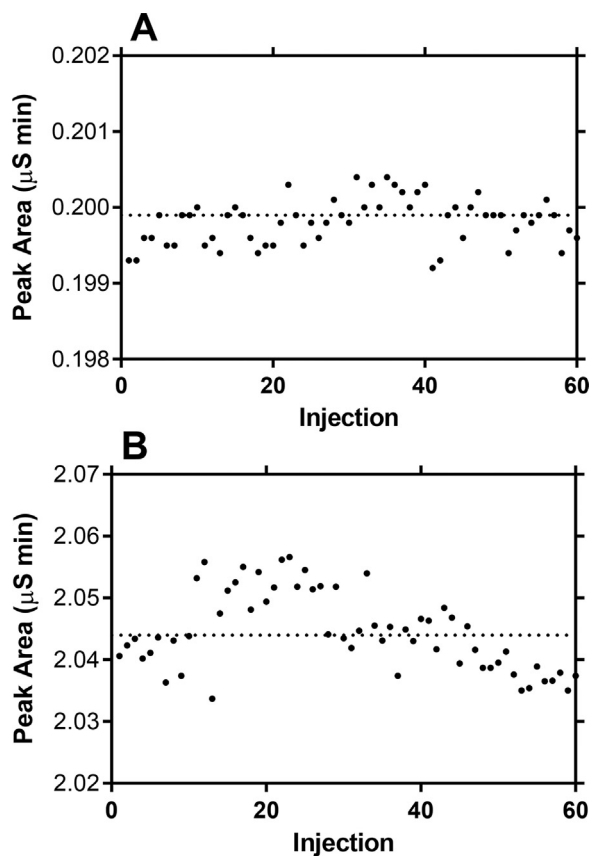 A
0.202
0.201
0.200
0.199
0.198
Peak Area (μS min)
0 20 40 60
Injection
B
2.07
2.06
2.05
2.04
2.03
2.02
Peak Area (μS min)
0 20 40 60
Injection